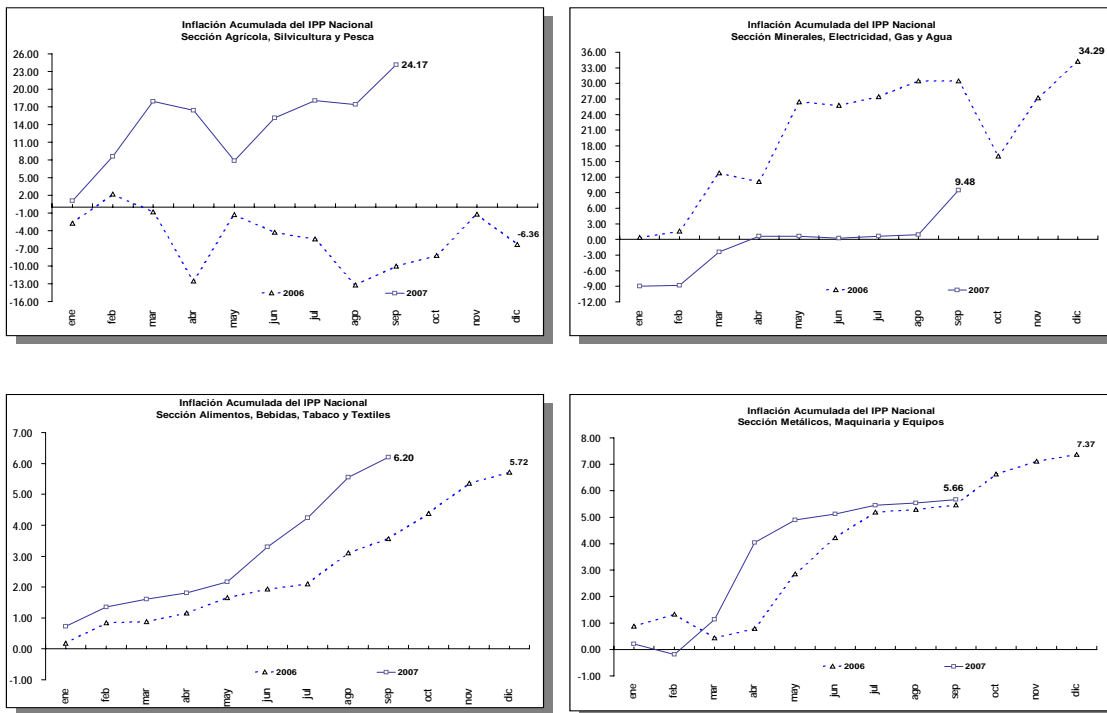 Inflación Acumulada del IPP Nacional
Sección Agrícola, Silvicultura y Pesca
26.00
23.00
20.00
17.00
14.00
11.00
8.00
5.00
2.00
-1.00
-4.00
-7.00
-10.00
-13.00
-16.00
24.17
-6.36
2006
2007
ene
feb
mar
abr
may
jun
jul
ago
sep
oct
nov
dic
Inflación Acumulada del IPP Nacional
Sección Minerales, Electricidad, Gas y Agua
36.00
33.00
30.00
27.00
24.00
21.00
18.00
15.00
12.00
9.00
6.00
3.00
0.00
-3.00
-6.00
-9.00
-12.00
34.29
9.48
2006
2007
ene
feb
mar
abr
may
jun
jul
ago
sep
oct
nov
dic
Inflación Acumulada del IPP Nacional
Sección Alimentos, Bebidas, Tabaco y Textiles
7.00
6.00
5.00
4.00
3.00
2.00
1.00
0.00
-1.00
6.20
5.72
2006
2007
ene
feb
mar
abr
may
jun
jul
ago
sep
oct
nov
dic
Inflación Acumulada del IPP Nacional
Sección Metálicos, Maquinaria y Equipos
8.00
7.00
6.00
5.00
4.00
3.00
2.00
1.00
0.00
-1.00
7.37
5.66
2006
2007
ene
feb
mar
abr
may
jun
jul
ago
sep
oct
nov
dic